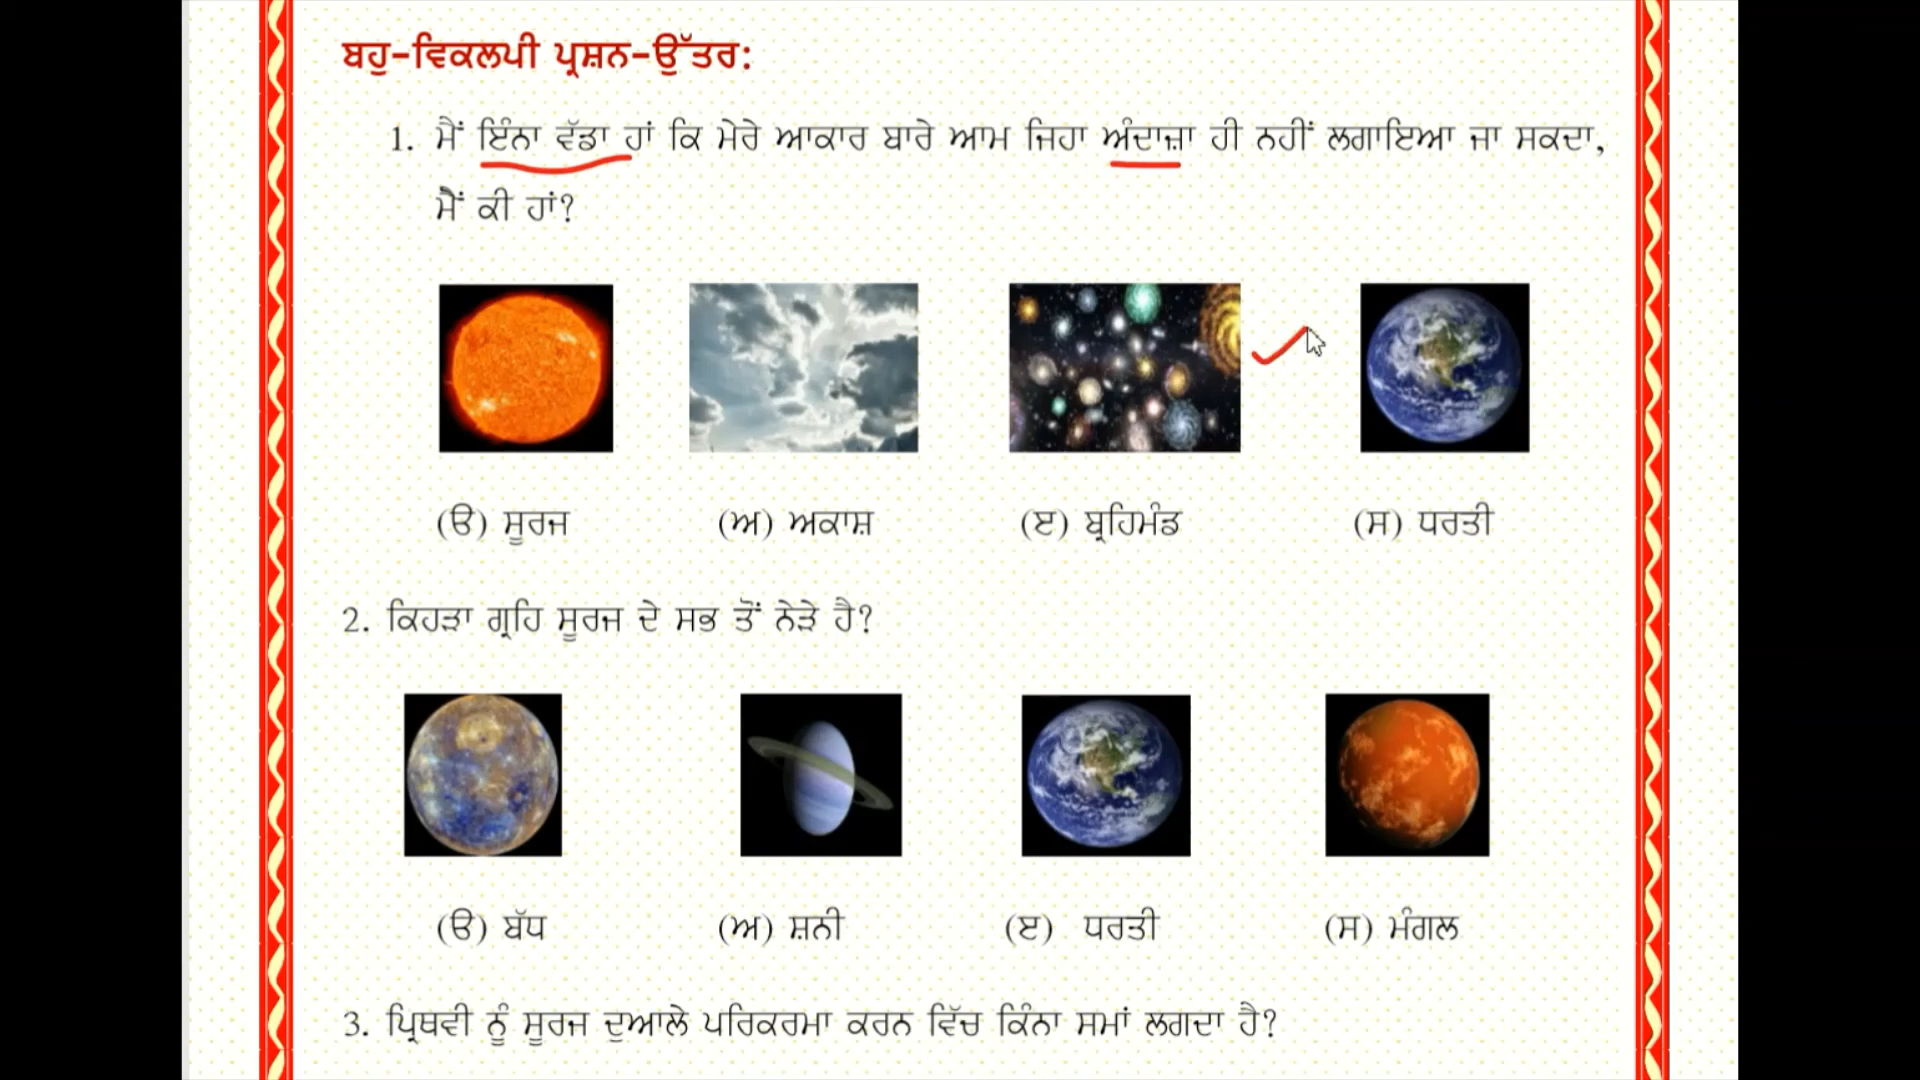 ਬਹੁ-ਵਿਕਲਪੀ ਪ੍ਰਸ਼ਨ-ਉੱਤਰ:
1. ਮੈਂ ਇੰਨਾ ਵੱਡਾ ਹਾਂ ਕਿ ਮੇਰੇ ਆਕਾਰ ਬਾਰੇ ਆਮ ਜਿਹਾ ਅੰਦਾਜ਼ਾ ਹੀ ਨਹੀਂ ਲਗਾਇਆ ਜਾ ਸਕਦਾ,
ਮੈਂ ਕੀ ਹਾਂ?
(ੳ) ਸੂਰਜ (ਅ) ਅਕਾਸ਼ (ੲ) ਬ੍ਰਹਿਮੰਡ (ਸ) ਧਰਤੀ
2. ਕਿਹੜਾ ਗ੍ਰਹਿ ਸੂਰਜ ਦੇ ਸਭ ਤੋਂ ਨੇੜੇ ਹੈ?
(ੳ) ਬੱਧ (ਅ) ਸ਼ਨੀ (ੲ) ਧਰਤੀ (ਸ) ਮੰਗਲ
3. ਪ੍ਰਿਥਵੀ ਨੂੰ ਸੂਰਜ ਦੁਆਲੇ ਪਰਿਕਰਮਾ ਕਰਨ ਵਿੱਚ ਕਿੰਨਾ ਸਮਾਂ ਲਗਦਾ ਹੈ?